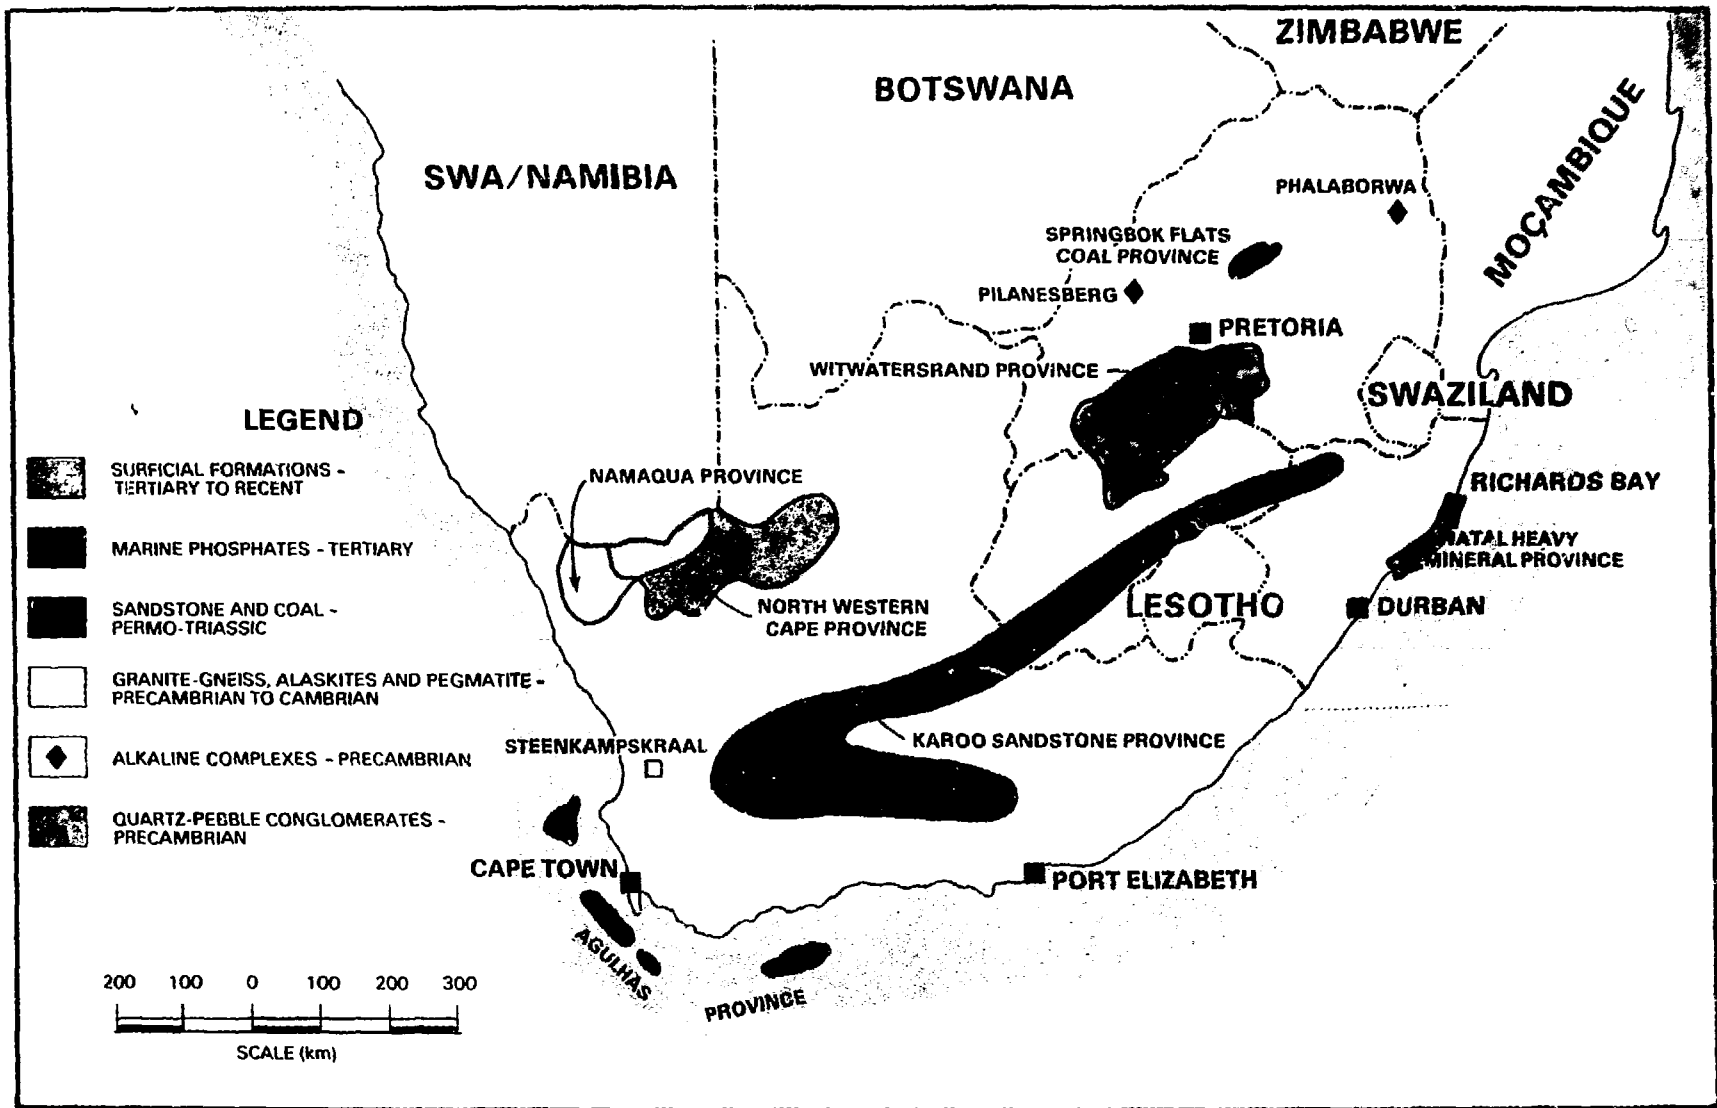 ZIMBABWE
BOTSWANA
SWA/NAMIBIA
MOÇAMBIQUE
PHALABORWA
SPRINGBOK FLATS
COAL PROVINCE
PILANESBERG
PRETORIA
WITWATERSRAND PROVINCE
SWAZILAND
LEGEND
SURFICIAL FORMATIONS -
TERTIARY TO RECENT
MARINE PHOSPHATES - TERTIARY
SANDSTONE AND COAL -
PERMO-TRIASSIC
GRANITE-GNEISS, ALASKITES AND PEGMATITE -
PRECAMBRIAN TO CAMBRIAN
ALKALINE COMPLEXES - PRECAMBRIAN
QUARTZ-PEBBLE CONGLOMERATES -
PRECAMBRIAN
NAMAQUA PROVINCE
RICHARDS BAY
NATAL HEAVY
MINERAL PROVINCE
NORTH WESTERN
CAPE PROVINCE
LESOTHO
DURBAN
STEENKAMPSKRAAL
KAROO SANDSTONE PROVINCE
CAPE TOWN
PORT ELIZABETH
AGULHAS
PROVINCE
200 100 0 100 200 300
SCALE (km)